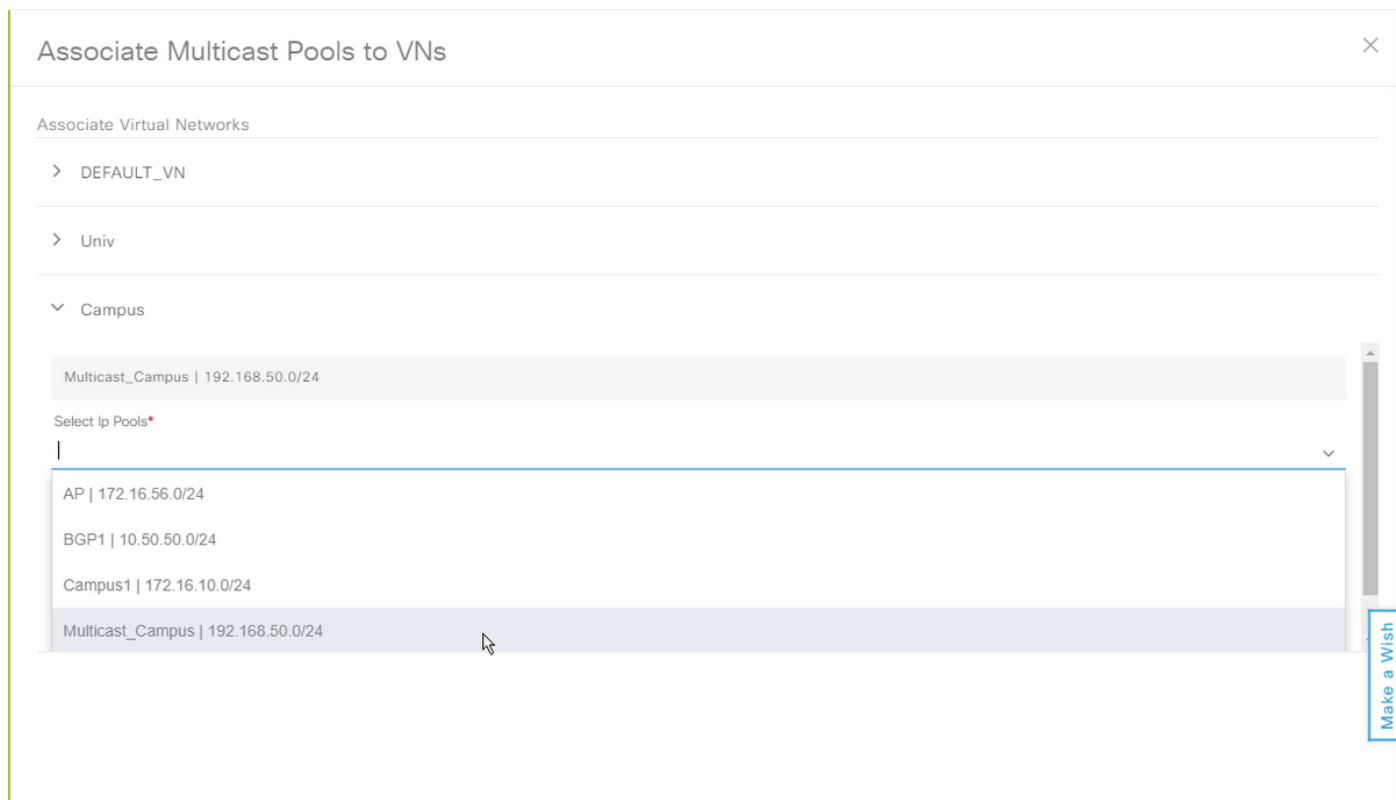 Associate Multicast Pools to VNs
Associate Virtual Networks
DEFAULT_VN
Univ
Campus
Multicast_Campus | 192.168.50.0/24
Select Ip Pools*
AP | 172.16.56.0/24
BGP1 | 10.50.50.0/24
Campus1 | 172.16.10.0/24
Multicast_Campus | 192.168.50.0/24
Make a Wish